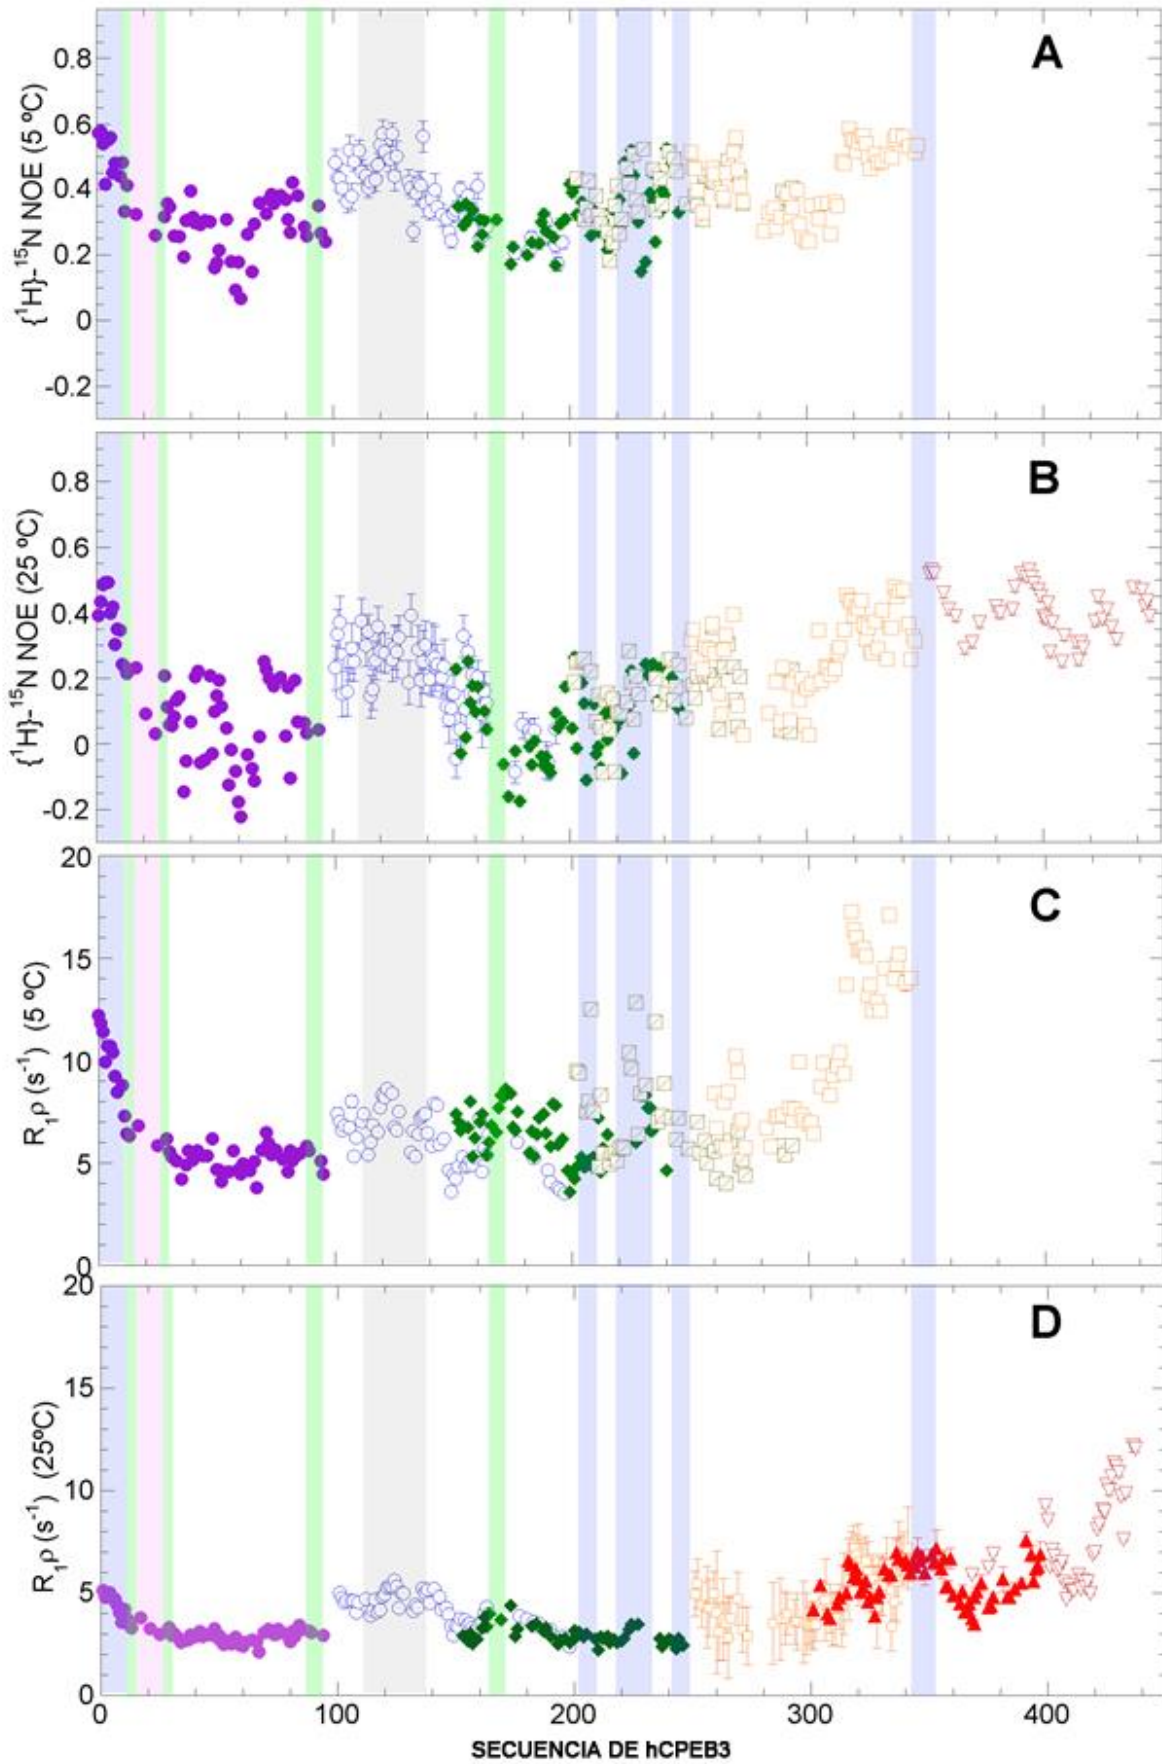 A
0.8
0.6
0.4
0.2
0
-0.2
{¹H}-¹⁵N NOE (5 ºC)
B
0.8
0.6
0.4
0.2
0
-0.2
{¹H}-¹⁵N NOE (25 ºC)
C
20
15
10
5
0
R₁ρ (s⁻¹) (5 ºC)
D
20
15
10
5
0
R₁ρ (s⁻¹) (25ºC)
0 100 200 300 400
SECUENCIA DE hCPEB3